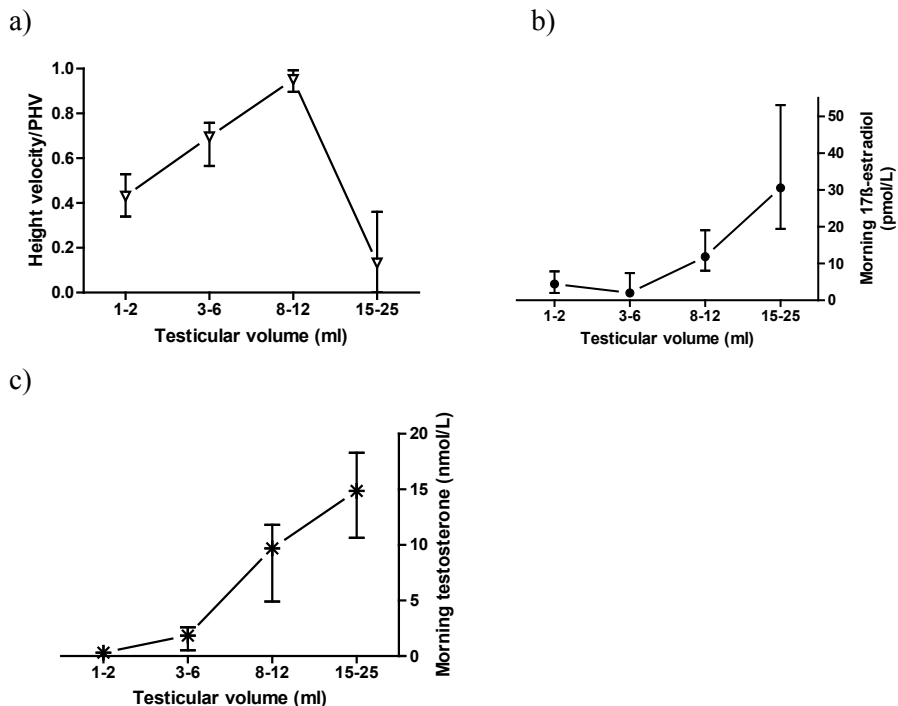 a)
1.0
0.8
0.6
0.4
0.2
0.0
Height velocity/PHV
1-2 3-6 8-12 15-25
Testicular volume (ml)
b)
50
40
30
20
10
0
Morning 17ß-estradiol
(pmol/L)
1-2 3-6 8-12 15-25
Testicular volume (ml)
c)
20
15
10
5
0
Morning testosterone (nmol/L)
1-2 3-6 8-12 15-25
Testicular volume (ml)